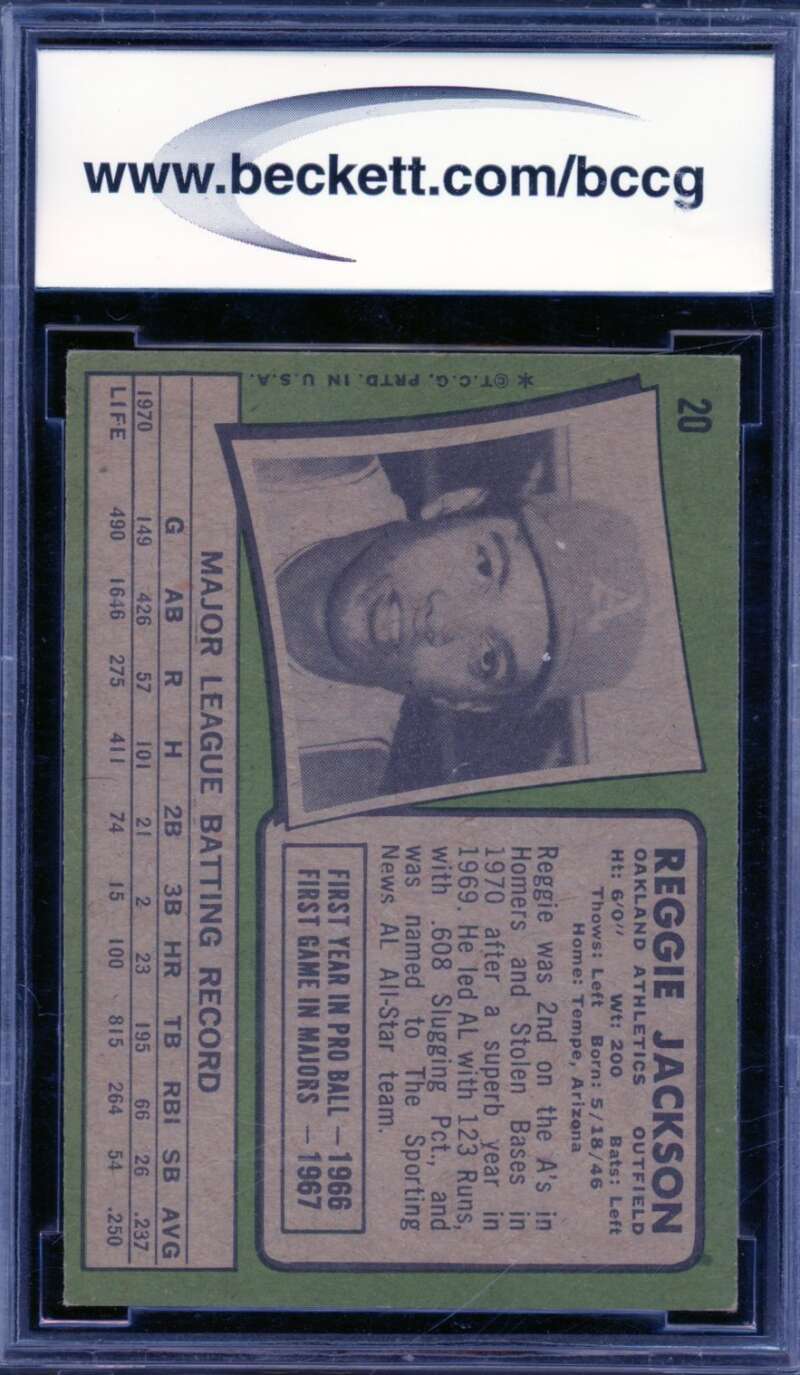 www.beckett.com/bccg
20
REGGIE JACKSON
OAKLAND ATHLETICS OUTFIELD
Ht: 6'0" Wt: 200 Bats: Left
Thows: Left Born: 5/18/46
Home: Tempe, Arizona
Reggie was 2nd on the A's in
Homers and Stolen Bases in
1970 after a superb year in
1969. He led AL with 123 Runs,
with .608 Slugging Pct., and
was named to The Sporting
News AL All-Star team.
FIRST YEAR IN PRO BALL — 1966
FIRST GAME IN MAJORS — 1967
A
* ©T.C.G. PRTD. IN U.S.A.
MAJOR LEAGUE BATTING RECORD
G AB R H 2B 3B HR TB RBI SB AVG
1970 149 426 57 101 21 2 23 195 66 26 .237
LIFE 490 1646 275 411 74 15 100 815 264 54 .250